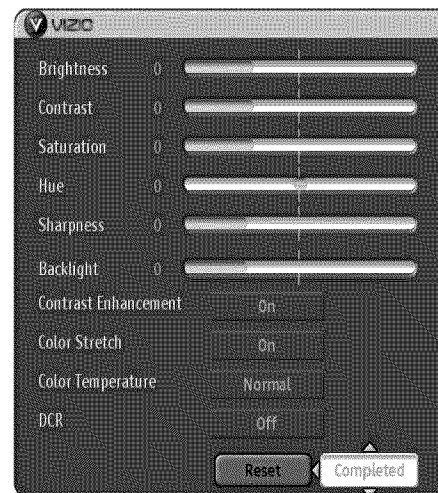 VIZIO
Brightness 0
Contrast 0
Saturation 0
Hue 0
Sharpness 0
Backlight 0
Contrast Enhancement On
Color Stretch On
Color Temperature Normal
DCR Off
Reset Completed